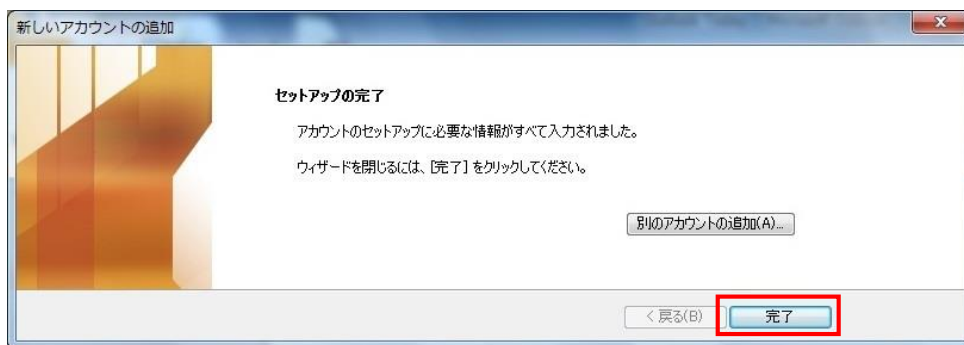 新しいアカウントの追加
セットアップの完了
アカウントのセットアップに必要な情報がすべて入力されました。
ウィザードを閉じるには、[完了] をクリックしてください。
別のアカウントの追加(A)...
< 戻る(B)
完了